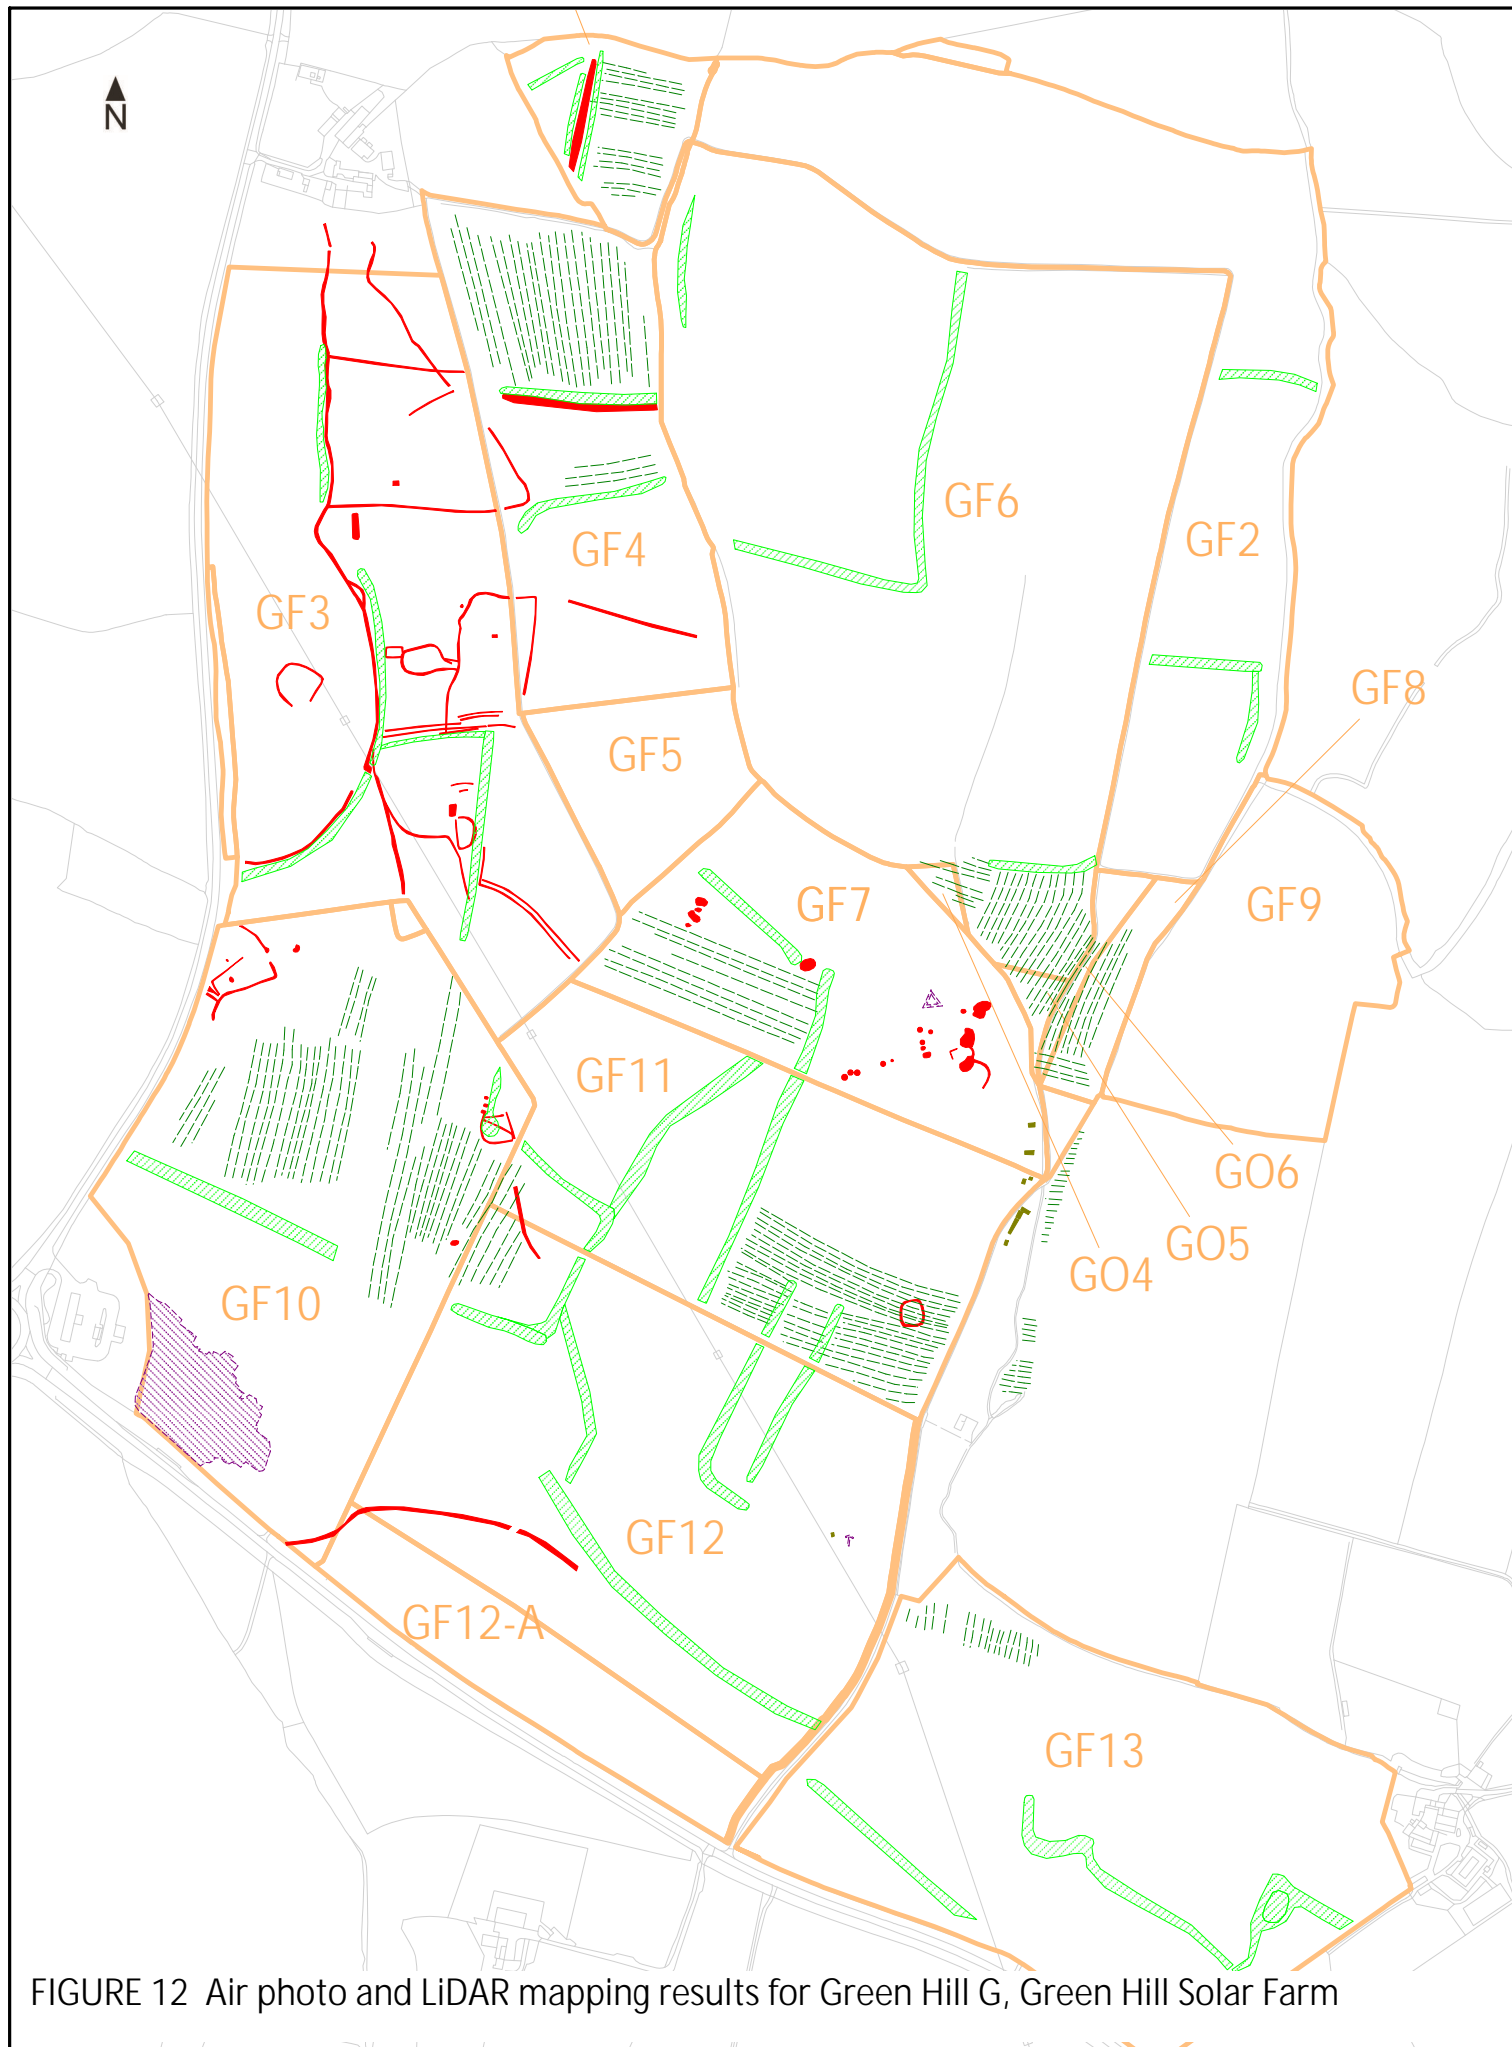 N
GF6
GF2
GF4
GF3
GF8
GF5
GF7
GF9
GF11
GO6
GO5
GO4
GF10
GF12
GF12-A
GF13
FIGURE 12 Air photo and LiDAR mapping results for Green Hill G, Green Hill Solar Farm